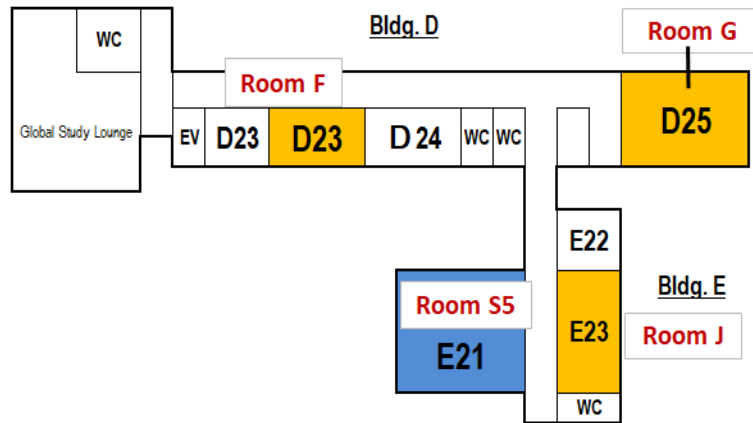 Bldg. D
Room G
WC
Room F
Global Study Lounge
EV
D23
D23
D 24
WC
WC
D25
E22
Bldg. E
Room S5
E21
E23
Room J
WC